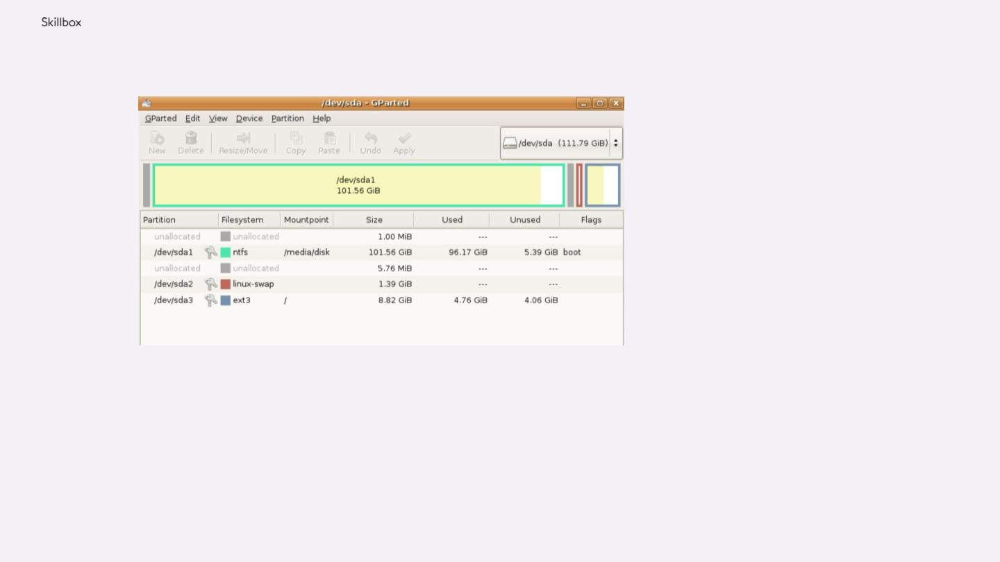 Skillbox
/dev/sda - GParted
GParted Edit View Device Partition Help
New Delete Resize/Move Copy Paste Undo Apply /dev/sda (111.79 GiB)
/dev/sda1
101.56 GiB
Partition Filesystem Mountpoint Size Used Unused Flags
unallocated unallocated 1.00 MiB --- ---
/dev/sda1 ntfs /media/disk 101.56 GiB 96.17 GiB 5.39 GiB boot
unallocated unallocated 5.76 MiB --- ---
/dev/sda2 linux-swap 1.39 GiB --- ---
/dev/sda3 ext3 / 8.82 GiB 4.76 GiB 4.06 GiB